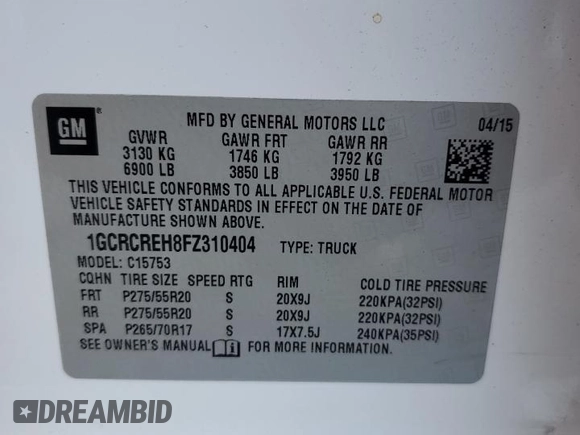 GM
MFD BY GENERAL MOTORS LLC
04/15
GVWR GAWR FRT GAWR RR
3130 KG 1746 KG 1792 KG
6900 LB 3850 LB 3950 LB
THIS VEHICLE CONFORMS TO ALL APPLICABLE U.S. FEDERAL MOTOR
VEHICLE SAFETY STANDARDS IN EFFECT ON THE DATE OF
MANUFACTURE SHOWN ABOVE.
1GCRCREH8FZ310404 TYPE: TRUCK
MODEL: C15753
CQHN TIRE SIZE SPEED RTG RIM COLD TIRE PRESSURE
FRT P275/55R20 S 20X9J 220KPA(32PSI)
RR P275/55R20 S 20X9J 220KPA(32PSI)
SPA P265/70R17 S 17X7.5J 240KPA(35PSI)
SEE OWNER'S MANUAL FOR MORE INFORMATION.
DREAMBID